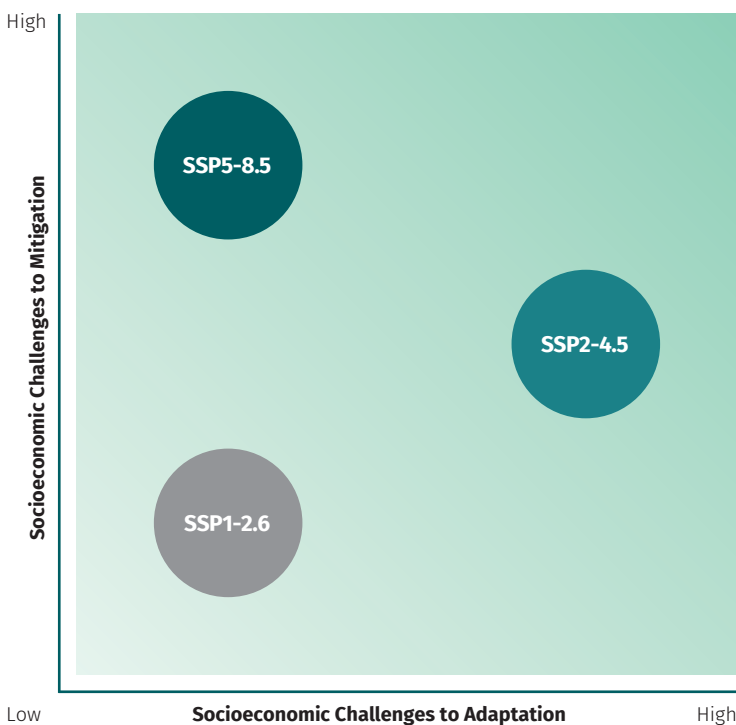 High
SSP5-8.5
Socioeconomic Challenges to Mitigation
SSP2-4.5
SSP1-2.6
Low
Socioeconomic Challenges to Adaptation
High